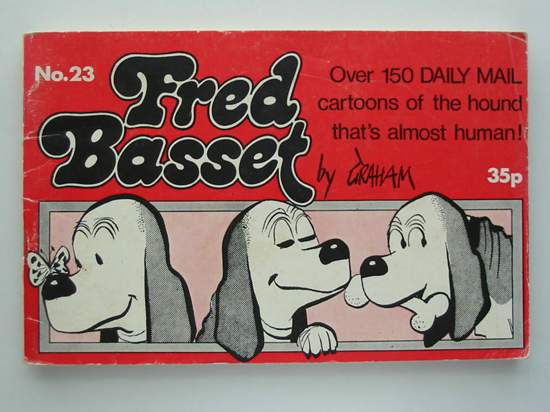 No.23
Fred
Basset
Over 150 DAILY MAIL
cartoons of the hound
that's almost human!
by GRAHAM
35p